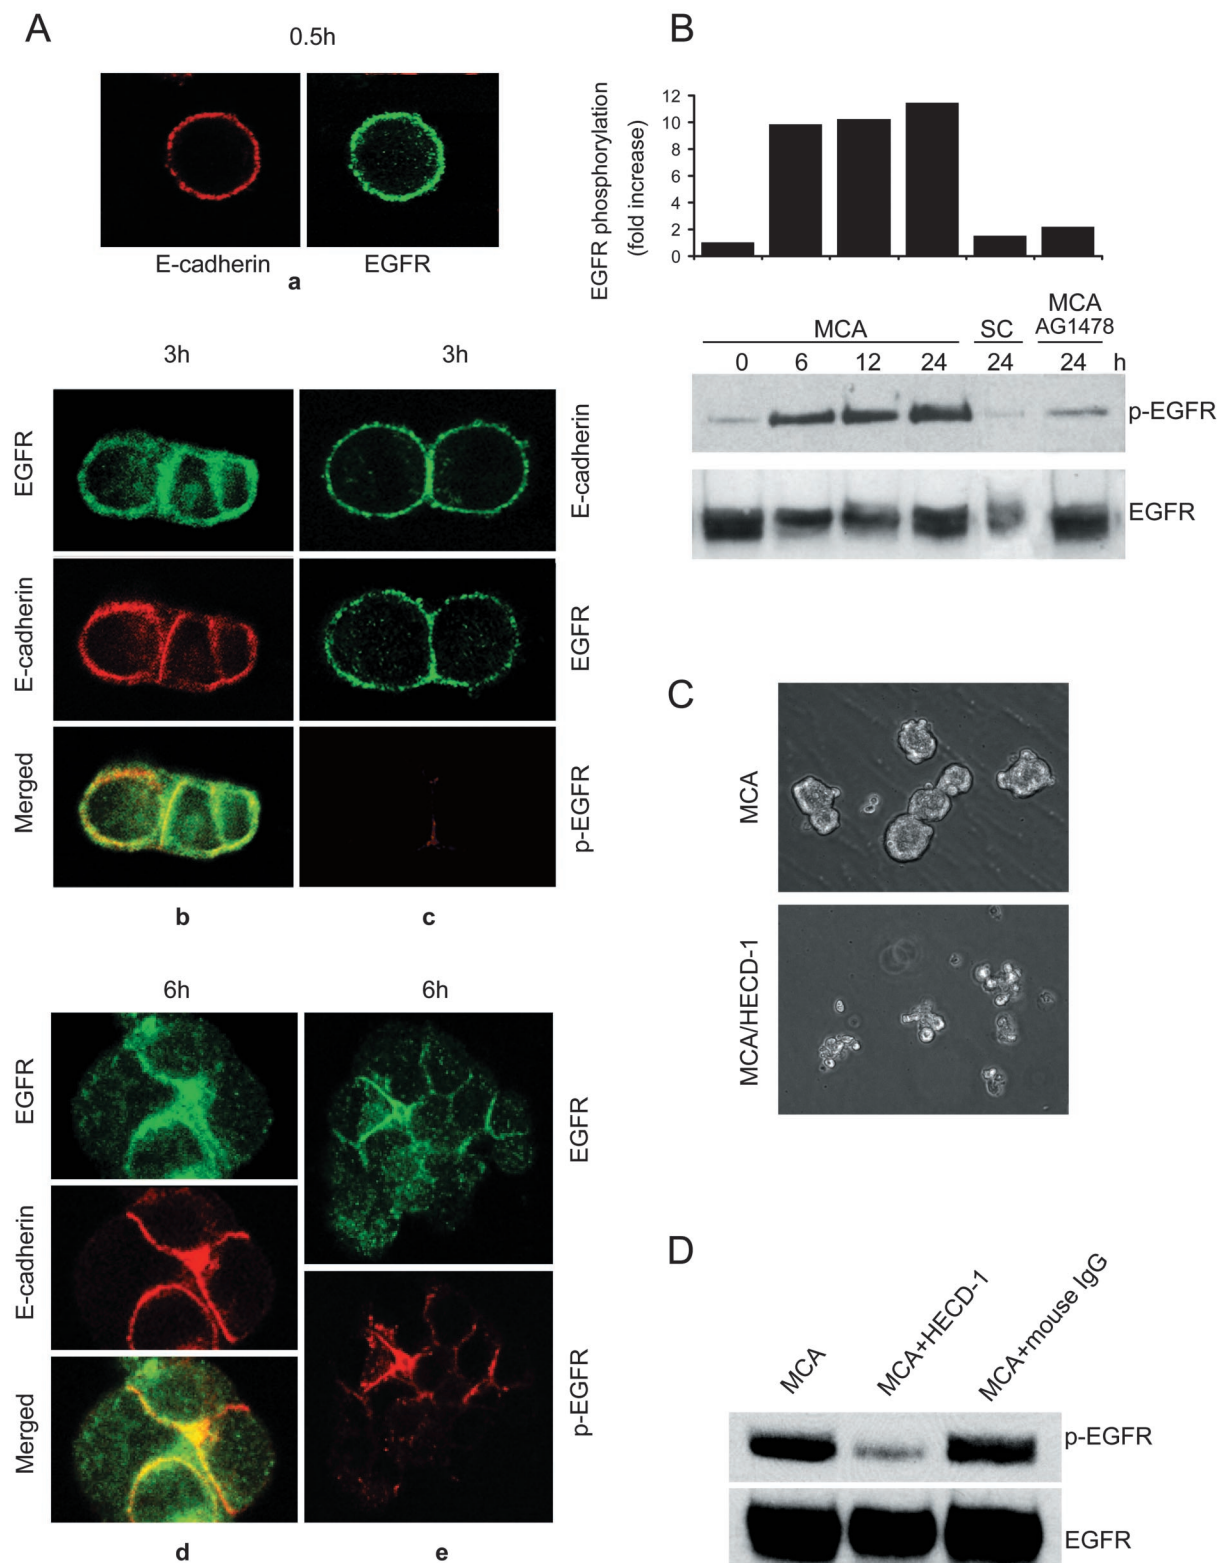 A
0.5h
E-cadherin
EGFR
a
3h
3h
EGFR
E-cadherin
Merged
E-cadherin
EGFR
p-EGFR
b
c
6h
6h
EGFR
E-cadherin
Merged
EGFR
p-EGFR
d
e
B
EGFR phosphorylation
(fold increase)
12
10
8
6
4
2
0
MCA
SC
MCA
AG1478
0 6 12 24 24 24 h
p-EGFR
EGFR
C
MCA
MCA/HECD-1
D
MCA
MCA+HECD-1
MCA+mouse IgG
p-EGFR
EGFR